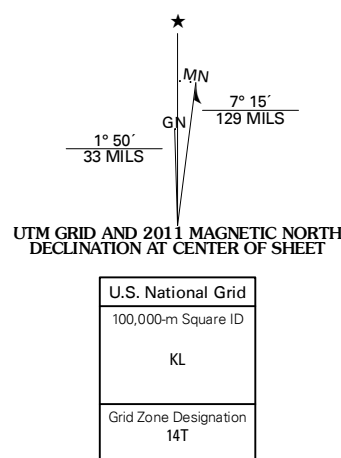 MN
7° 15´
129 MILS
GN
1° 50´
33 MILS
UTM GRID AND 2011 MAGNETIC NORTH
DECLINATION AT CENTER OF SHEET
U.S. National Grid
100,000-m Square ID
KL
Grid Zone Designation
14T